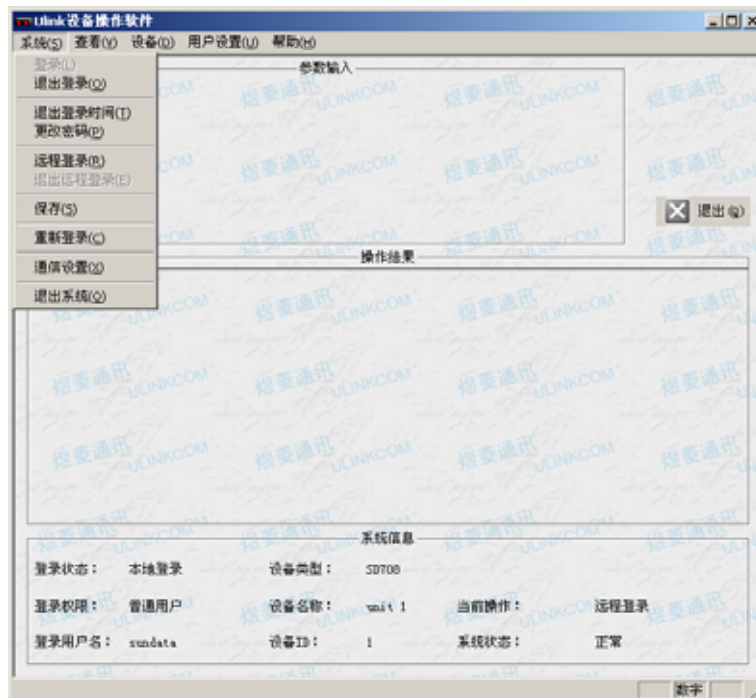 Ulink设备操作软件
系统(S) 查看(V) 设备(D) 用户设置(U) 帮助(H)
登录(L)
退出登录(O)
退出登录时间(T)
更改密码(P)
远程登录(R)
退出远程登录(E)
保存(S)
重新登录(C)
通信设置(X)
退出系统(Q)
参数输入
退出(Q)
操作结果
系统信息
登录状态： 本地登录 设备类型： SD708
登录权限： 普通用户 设备名称： unit 1 当前操作： 远程登录
登录用户名： sundata 设备ID： 1 系统状态： 正常
数字
煜菱通讯 ULINKCOM